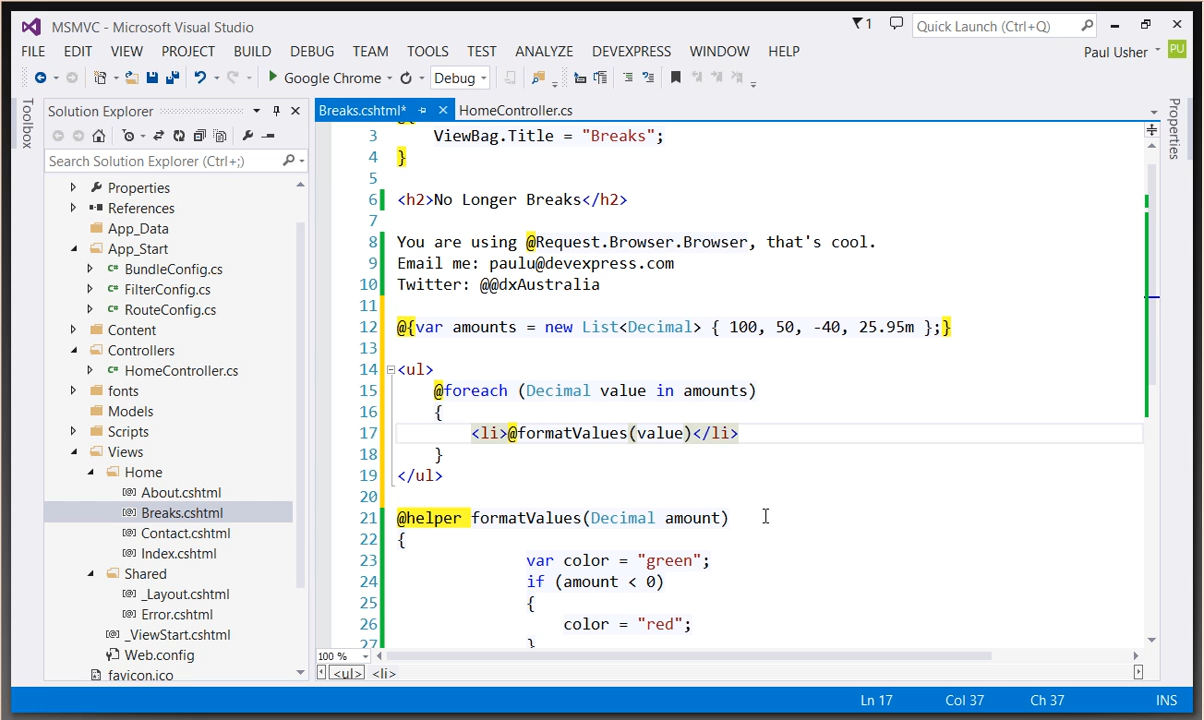 MSMVC - Microsoft Visual Studio
1
Quick Launch (Ctrl+Q)
FILE EDIT VIEW PROJECT BUILD DEBUG TEAM TOOLS TEST ANALYZE DEVEXPRESS WINDOW HELP
Paul Usher
PU
Google Chrome
Debug
Toolbox
Solution Explorer
Search Solution Explorer (Ctrl+;)
Properties
References
App_Data
App_Start
C# BundleConfig.cs
C# FilterConfig.cs
C# RouteConfig.cs
Content
Controllers
C# HomeController.cs
fonts
Models
Scripts
Views
Home
[@] About.cshtml
[@] Breaks.cshtml
[@] Contact.cshtml
[@] Index.cshtml
Shared
[@] _Layout.cshtml
[@] Error.cshtml
[@] _ViewStart.cshtml
Web.config
favicon.ico
Breaks.cshtml*
HomeController.cs
3 ViewBag.Title = "Breaks";
4 }
5
6 <h2>No Longer Breaks</h2>
7
8 You are using @Request.Browser.Browser, that's cool.
9 Email me: paulu@devexpress.com
10 Twitter: @@dxAustralia
11
12 @{var amounts = new List<Decimal> { 100, 50, -40, 25.95m };}
13
14 <ul>
15 @foreach (Decimal value in amounts)
16 {
17 <li>@formatValues(value)</li>
18 }
19 </ul>
20
21 @helper formatValues(Decimal amount)
22 {
23 var color = "green";
24 if (amount < 0)
25 {
26 color = "red";
27 }
100 %
<ul> <li>
Properties
Ln 17 Col 37 Ch 37 INS